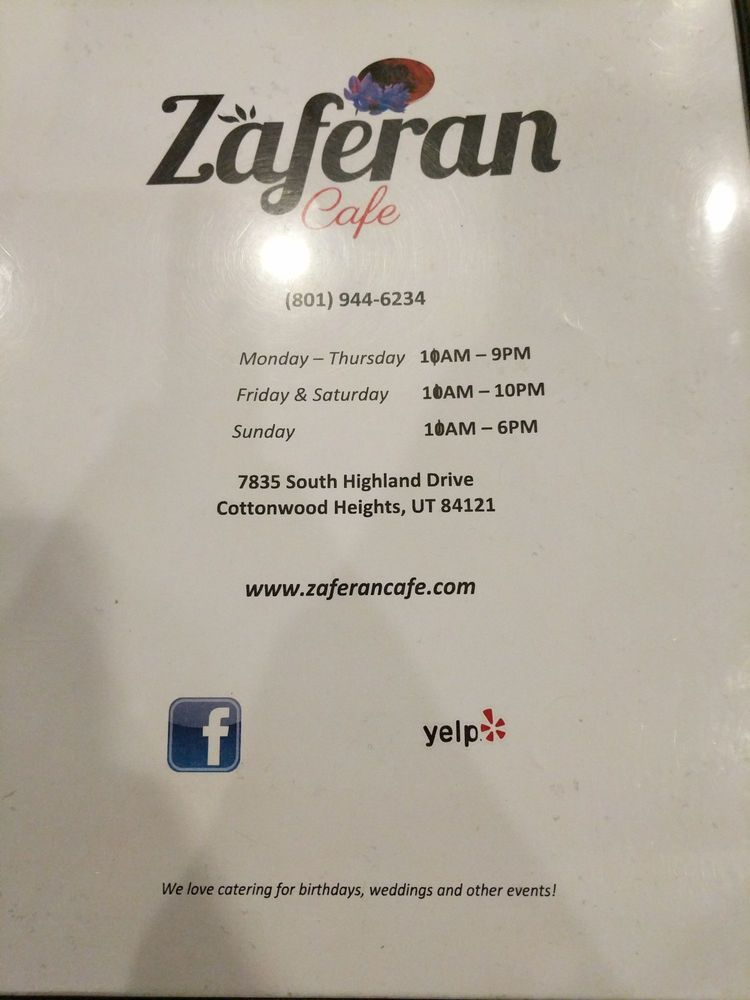 Zaferan
Cafe
(801) 944-6234
Monday – Thursday 10AM – 9PM
Friday & Saturday 10AM – 10PM
Sunday 10AM – 6PM
7835 South Highland Drive
Cottonwood Heights, UT 84121
www.zaferancafe.com
f
yelp
We love catering for birthdays, weddings and other events!